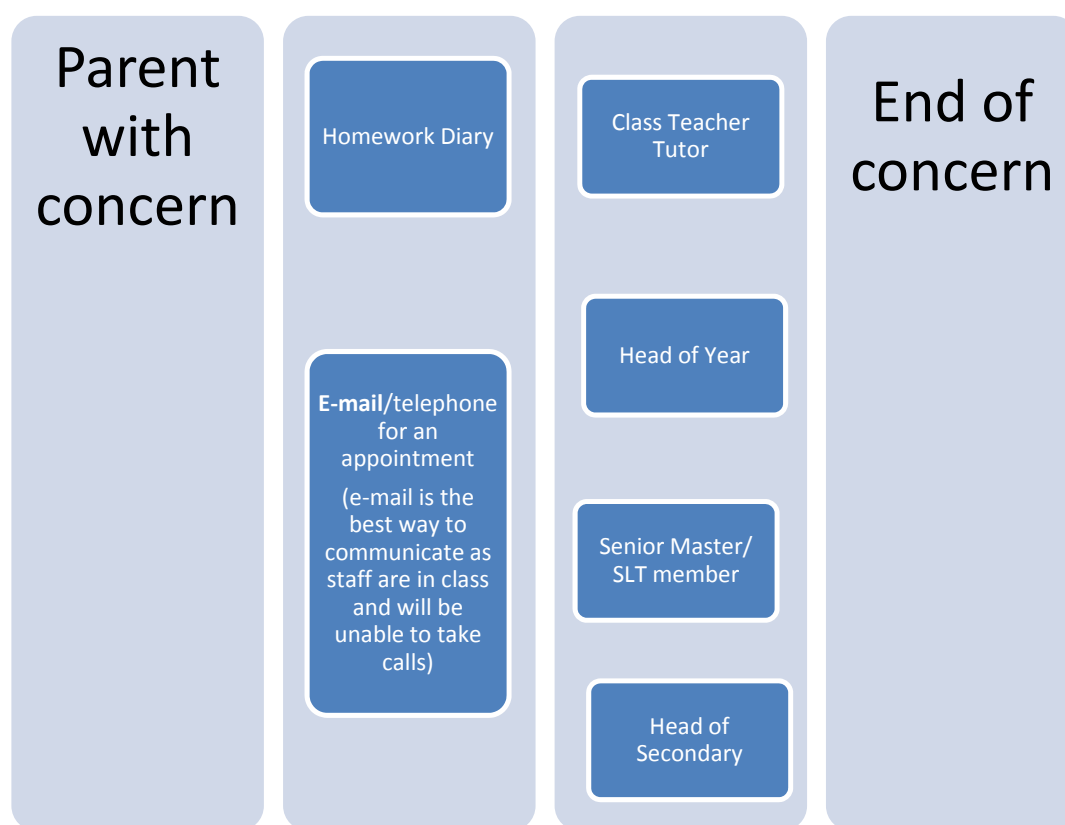 Parent
with
concern
Homework Diary
E-mail/telephone
for an
appointment
(e-mail is the
best way to
communicate as
staff are in class
and will be
unable to take
calls)
Class Teacher
Tutor
Head of Year
Senior Master/
SLT member
Head of
Secondary
End of
concern